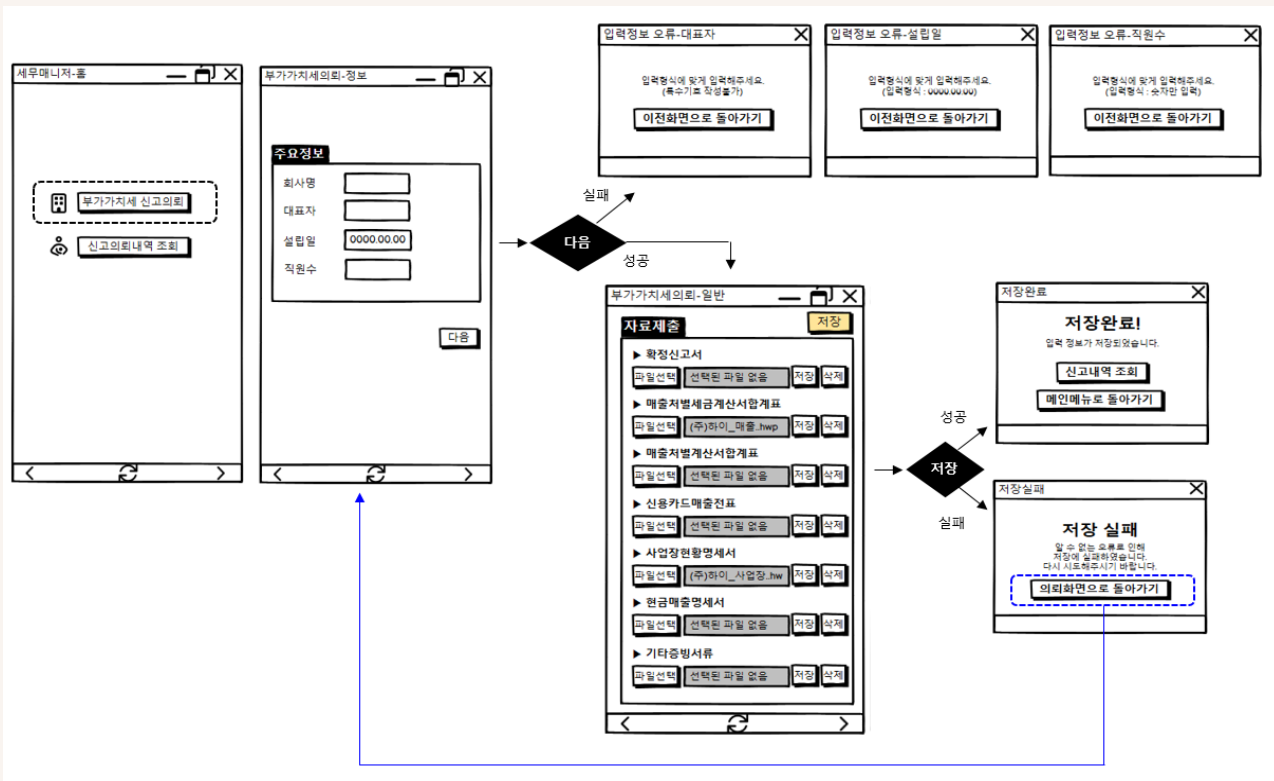 세무매니저-홈
부가가치세 신고의뢰
신고의뢰내역 조회
부가가치세의뢰-정보
주요정보
회사명
대표자
설립일 0000.00.00
직원수
다음
다음
실패
성공
입력정보 오류-대표자
입력형식에 맞게 입력해주세요.
(특수기호 작성불가)
이전화면으로 돌아가기
입력정보 오류-설립일
입력형식에 맞게 입력해주세요.
(입력형식 : 0000.00.00)
이전화면으로 돌아가기
입력정보 오류-직원수
입력형식에 맞게 입력해주세요.
(입력형식 : 숫자만 입력)
이전화면으로 돌아가기
부가가치세의뢰-일반
자료제출 저장
▶ 확정신고서
파일선택 선택된 파일 없음 저장 삭제
▶ 매출처별세금계산서합계표
파일선택 (주)하이_매출.hwp 저장 삭제
▶ 매출처별계산서합계표
파일선택 선택된 파일 없음 저장 삭제
▶ 신용카드매출전표
파일선택 선택된 파일 없음 저장 삭제
▶ 사업장현황명세서
파일선택 (주)하이_사업장.hw 저장 삭제
▶ 현금매출명세서
파일선택 선택된 파일 없음 저장 삭제
▶ 기타증빙서류
파일선택 선택된 파일 없음 저장 삭제
저장
성공
실패
저장완료
저장완료!
입력 정보가 저장되었습니다.
신고내역 조회
메인메뉴로 돌아가기
저장실패
저장 실패
알 수 없는 오류로 인해
저장에 실패하였습니다.
다시 시도해주시기 바랍니다.
의뢰화면으로 돌아가기